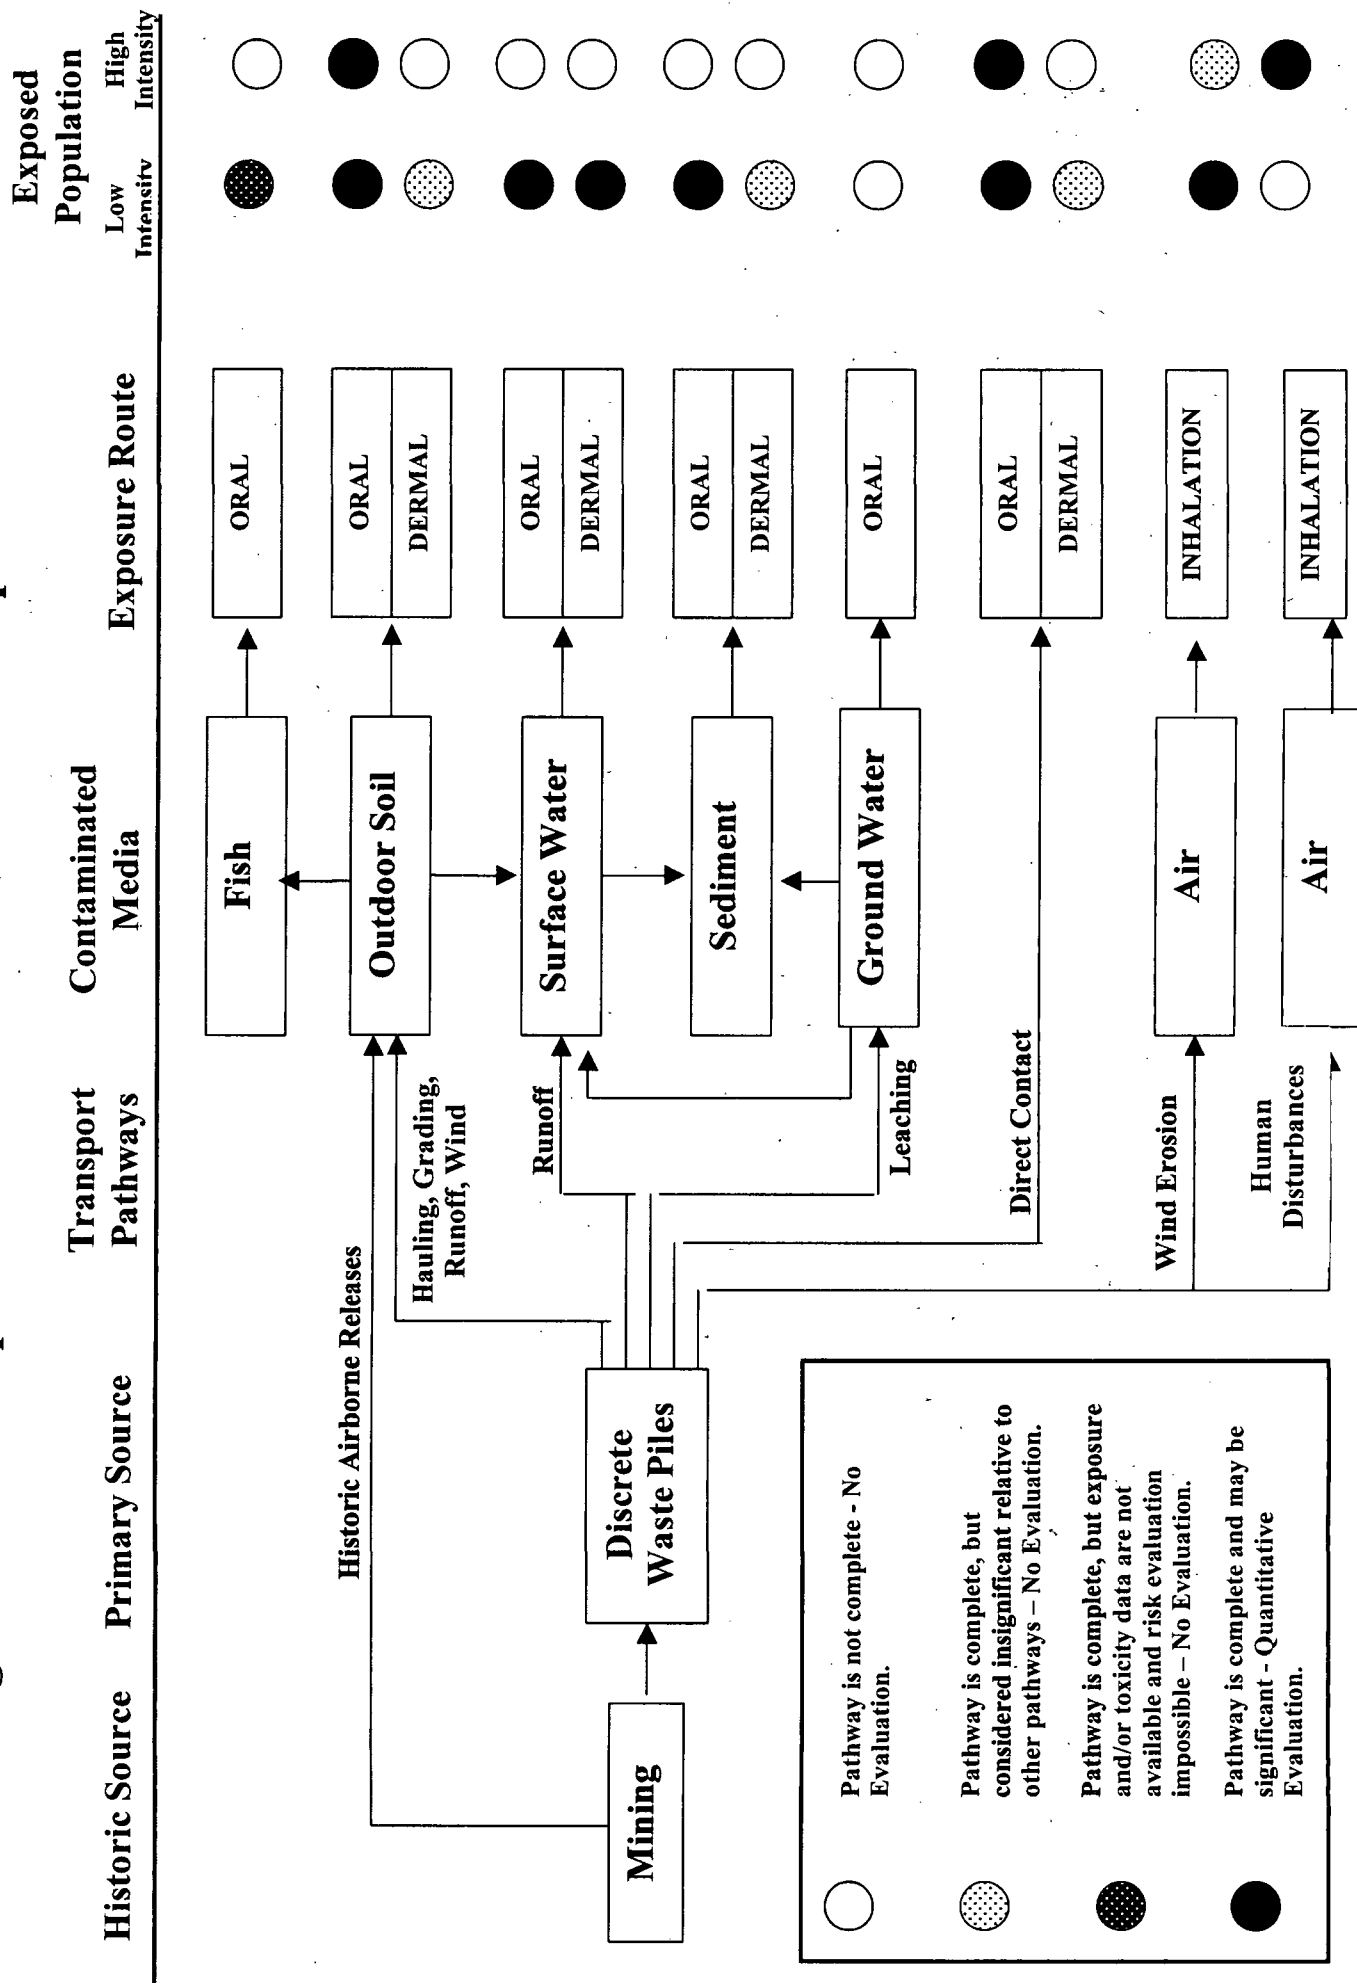 Historic Source
Primary Source
Transport
Pathways
Contaminated
Media
Exposure Route
Exposed
Population
Low
Intensity
High
Intensity
Historic Airborne Releases
Hauling, Grading,
Runoff, Wind
Runoff
Leaching
Direct Contact
Wind Erosion
Human
Disturbances
Mining
Discrete
Waste Piles
Fish
ORAL
Outdoor Soil
ORAL
DERMAL
Surface Water
ORAL
DERMAL
Sediment
ORAL
DERMAL
Ground Water
ORAL
ORAL
DERMAL
Air
INHALATION
Air
INHALATION
Pathway is not complete - No
Evaluation.
Pathway is complete, but
considered insignificant relative to
other pathways – No Evaluation.
Pathway is complete, but exposure
and/or toxicity data are not
available and risk evaluation
impossible – No Evaluation.
Pathway is complete and may be
significant - Quantitative
Evaluation.